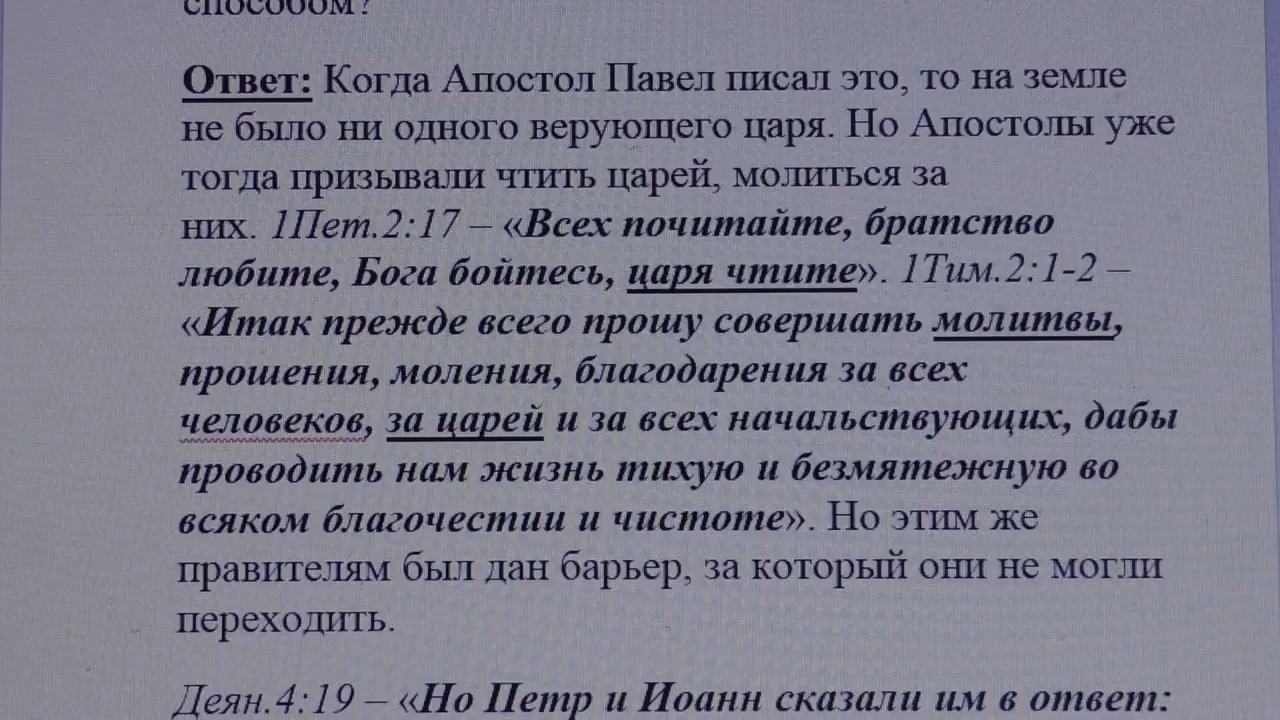 способом?
Ответ: Когда Апостол Павел писал это, то на земле
не было ни одного верующего царя. Но Апостолы уже
тогда призывали чтить царей, молиться за
них. 1Пет.2:17 – «Всех почитайте, братство
любите, Бога бойтесь, царя чтите». 1Тим.2:1-2 –
«Итак прежде всего прошу совершать молитвы,
прошения, моления, благодарения за всех
человеков, за царей и за всех начальствующих, дабы
проводить нам жизнь тихую и безмятежную во
всяком благочестии и чистоте». Но этим же
правителям был дан барьер, за который они не могли
переходить.
Деян.4:19 – «Но Петр и Иоанн сказали им в ответ: